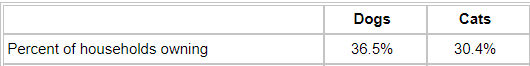 Dogs Cats
Percent of households owning 36.5% 30.4%